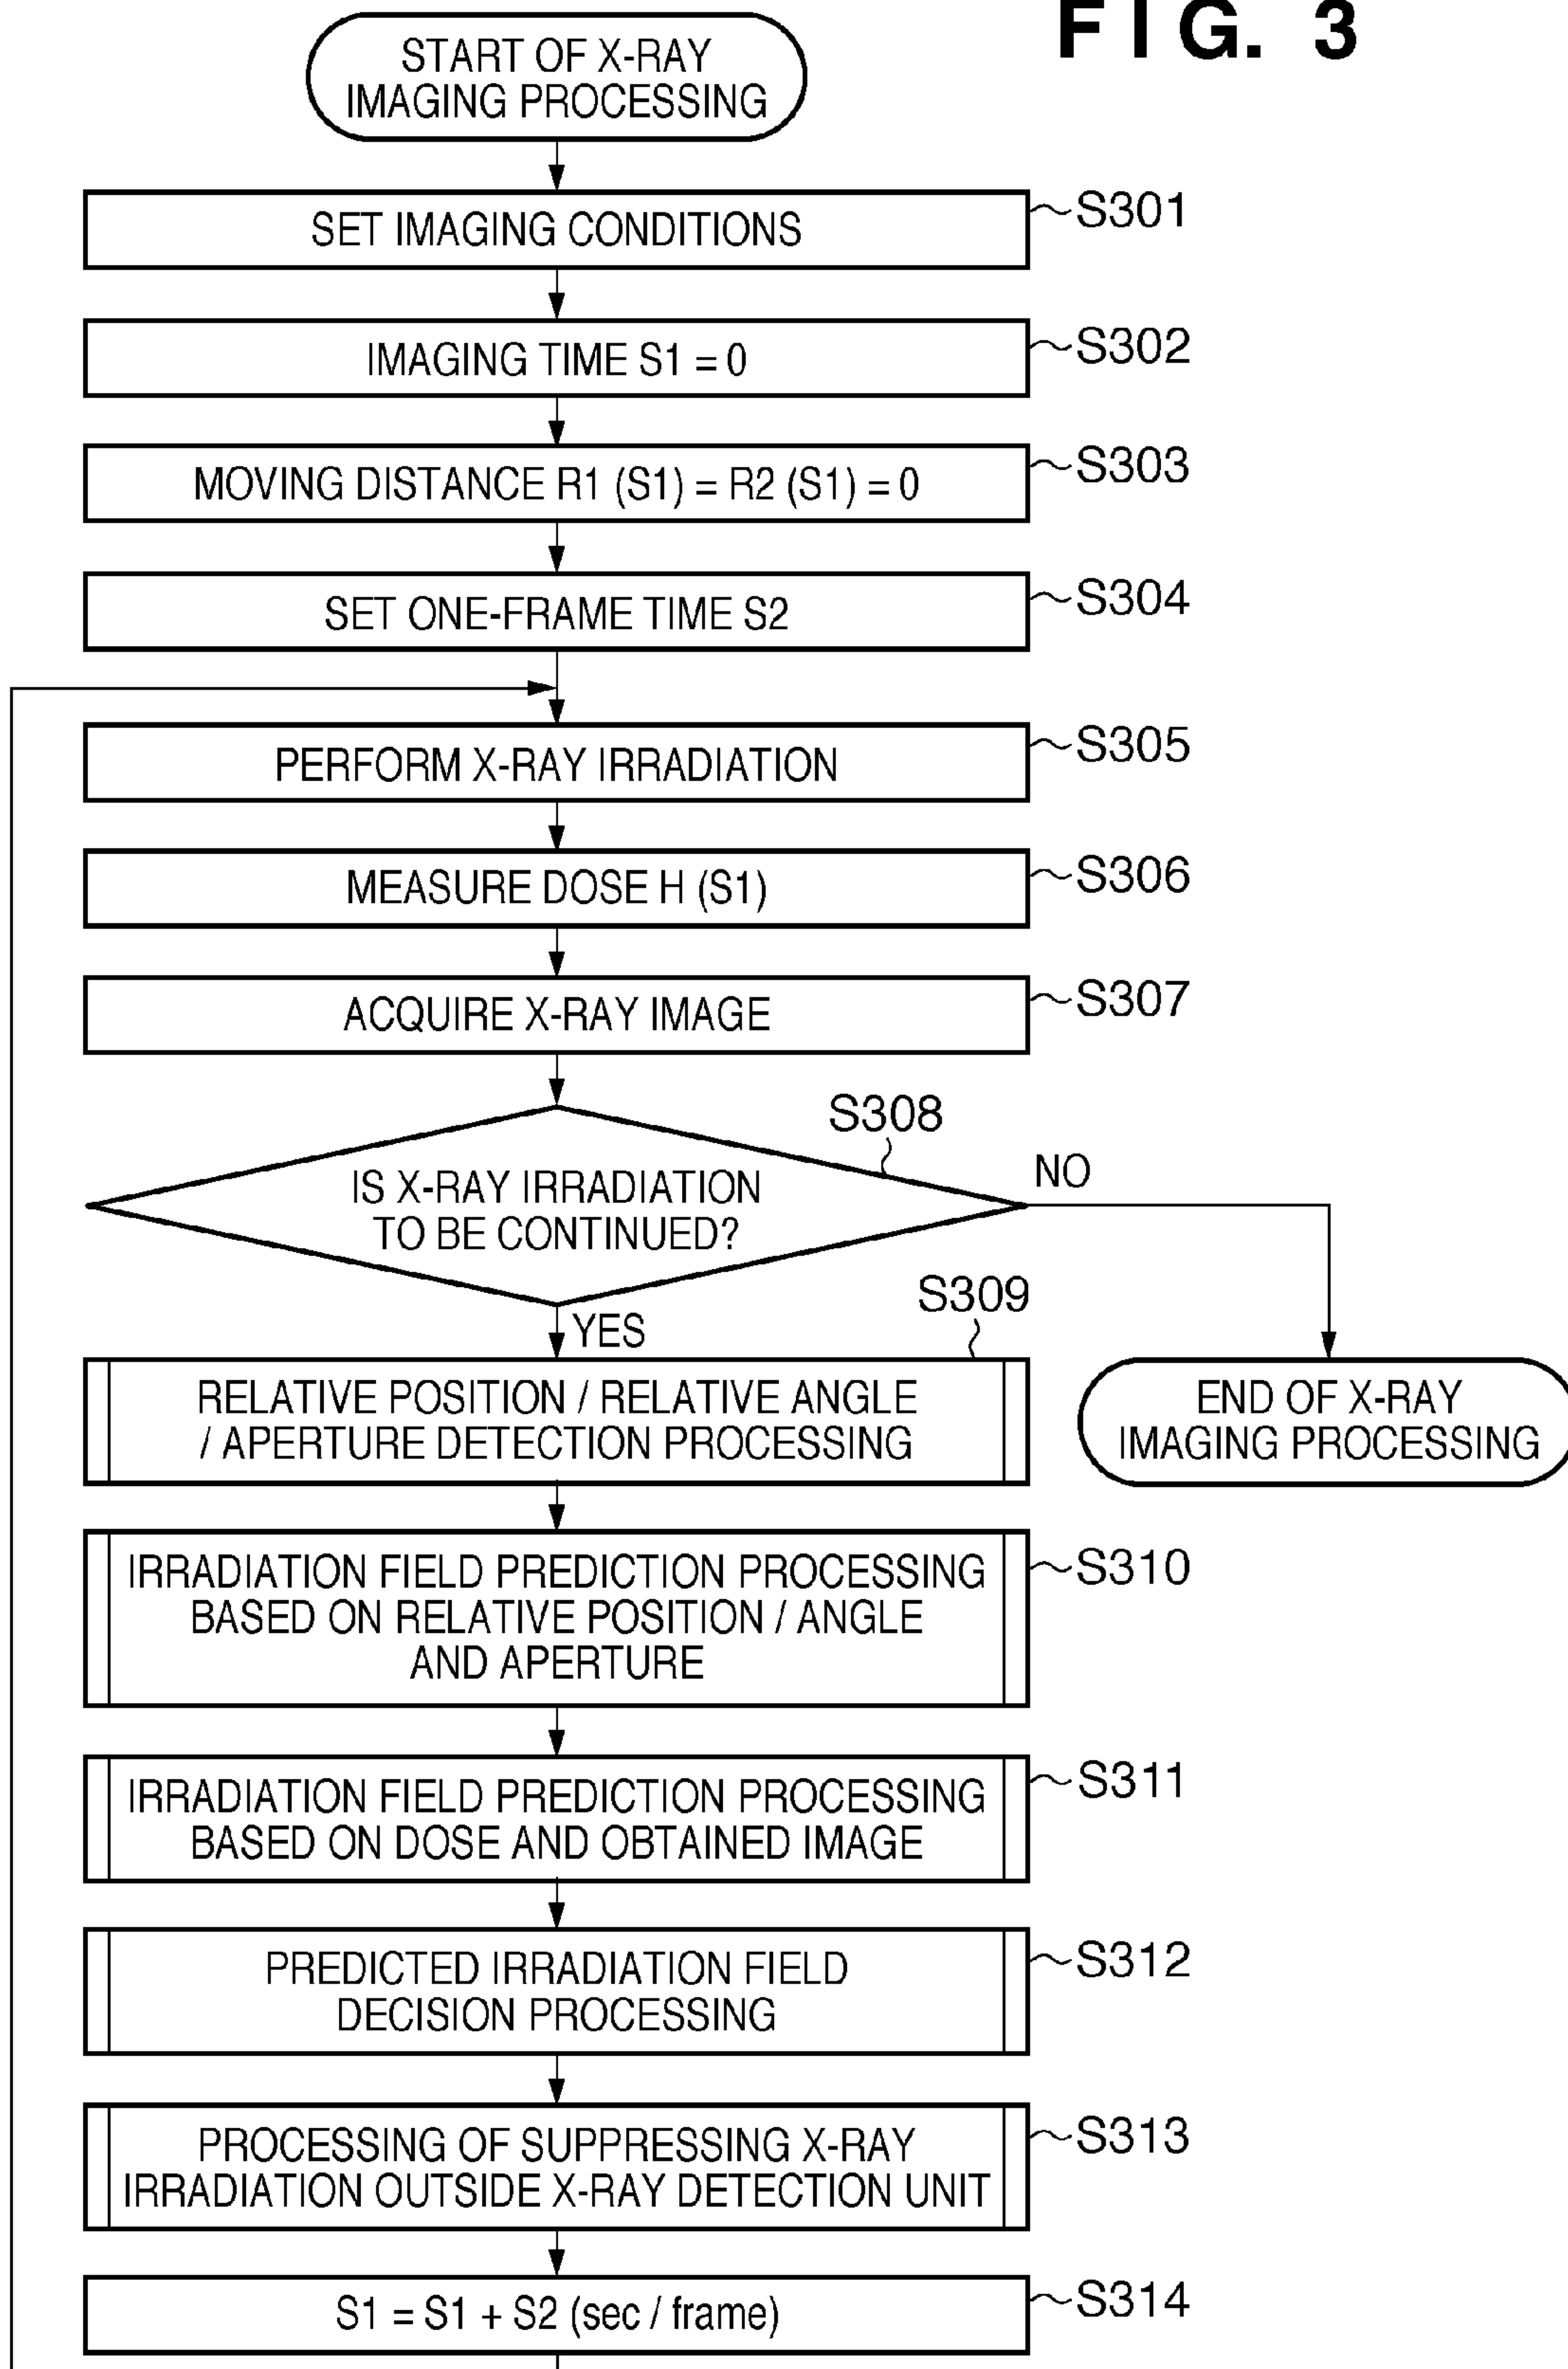 FIG. 3
START OF X-RAY
IMAGING PROCESSING
SET IMAGING CONDITIONS
S301
IMAGING TIME S1 = 0
S302
MOVING DISTANCE R1 (S1) = R2 (S1) = 0
S303
SET ONE-FRAME TIME S2
S304
PERFORM X-RAY IRRADIATION
S305
MEASURE DOSE H (S1)
S306
ACQUIRE X-RAY IMAGE
S307
S308
IS X-RAY IRRADIATION
TO BE CONTINUED?
NO
YES
S309
RELATIVE POSITION / RELATIVE ANGLE
/ APERTURE DETECTION PROCESSING
END OF X-RAY
IMAGING PROCESSING
IRRADIATION FIELD PREDICTION PROCESSING
BASED ON RELATIVE POSITION / ANGLE
AND APERTURE
S310
IRRADIATION FIELD PREDICTION PROCESSING
BASED ON DOSE AND OBTAINED IMAGE
S311
PREDICTED IRRADIATION FIELD
DECISION PROCESSING
S312
PROCESSING OF SUPPRESSING X-RAY
IRRADIATION OUTSIDE X-RAY DETECTION UNIT
S313
S1 = S1 + S2 (sec / frame)
S314